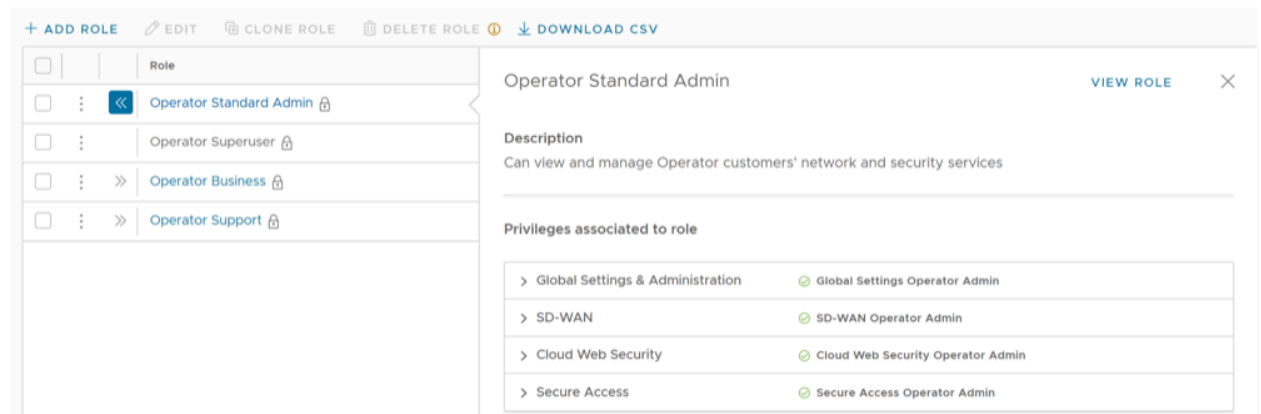 + ADD ROLE EDIT CLONE ROLE DELETE ROLE DOWNLOAD CSV
Role
Operator Standard Admin
Operator Superuser
Operator Business
Operator Support
Operator Standard Admin VIEW ROLE
Description
Can view and manage Operator customers' network and security services
Privileges associated to role
Global Settings & Administration Global Settings Operator Admin
SD-WAN SD-WAN Operator Admin
Cloud Web Security Cloud Web Security Operator Admin
Secure Access Secure Access Operator Admin